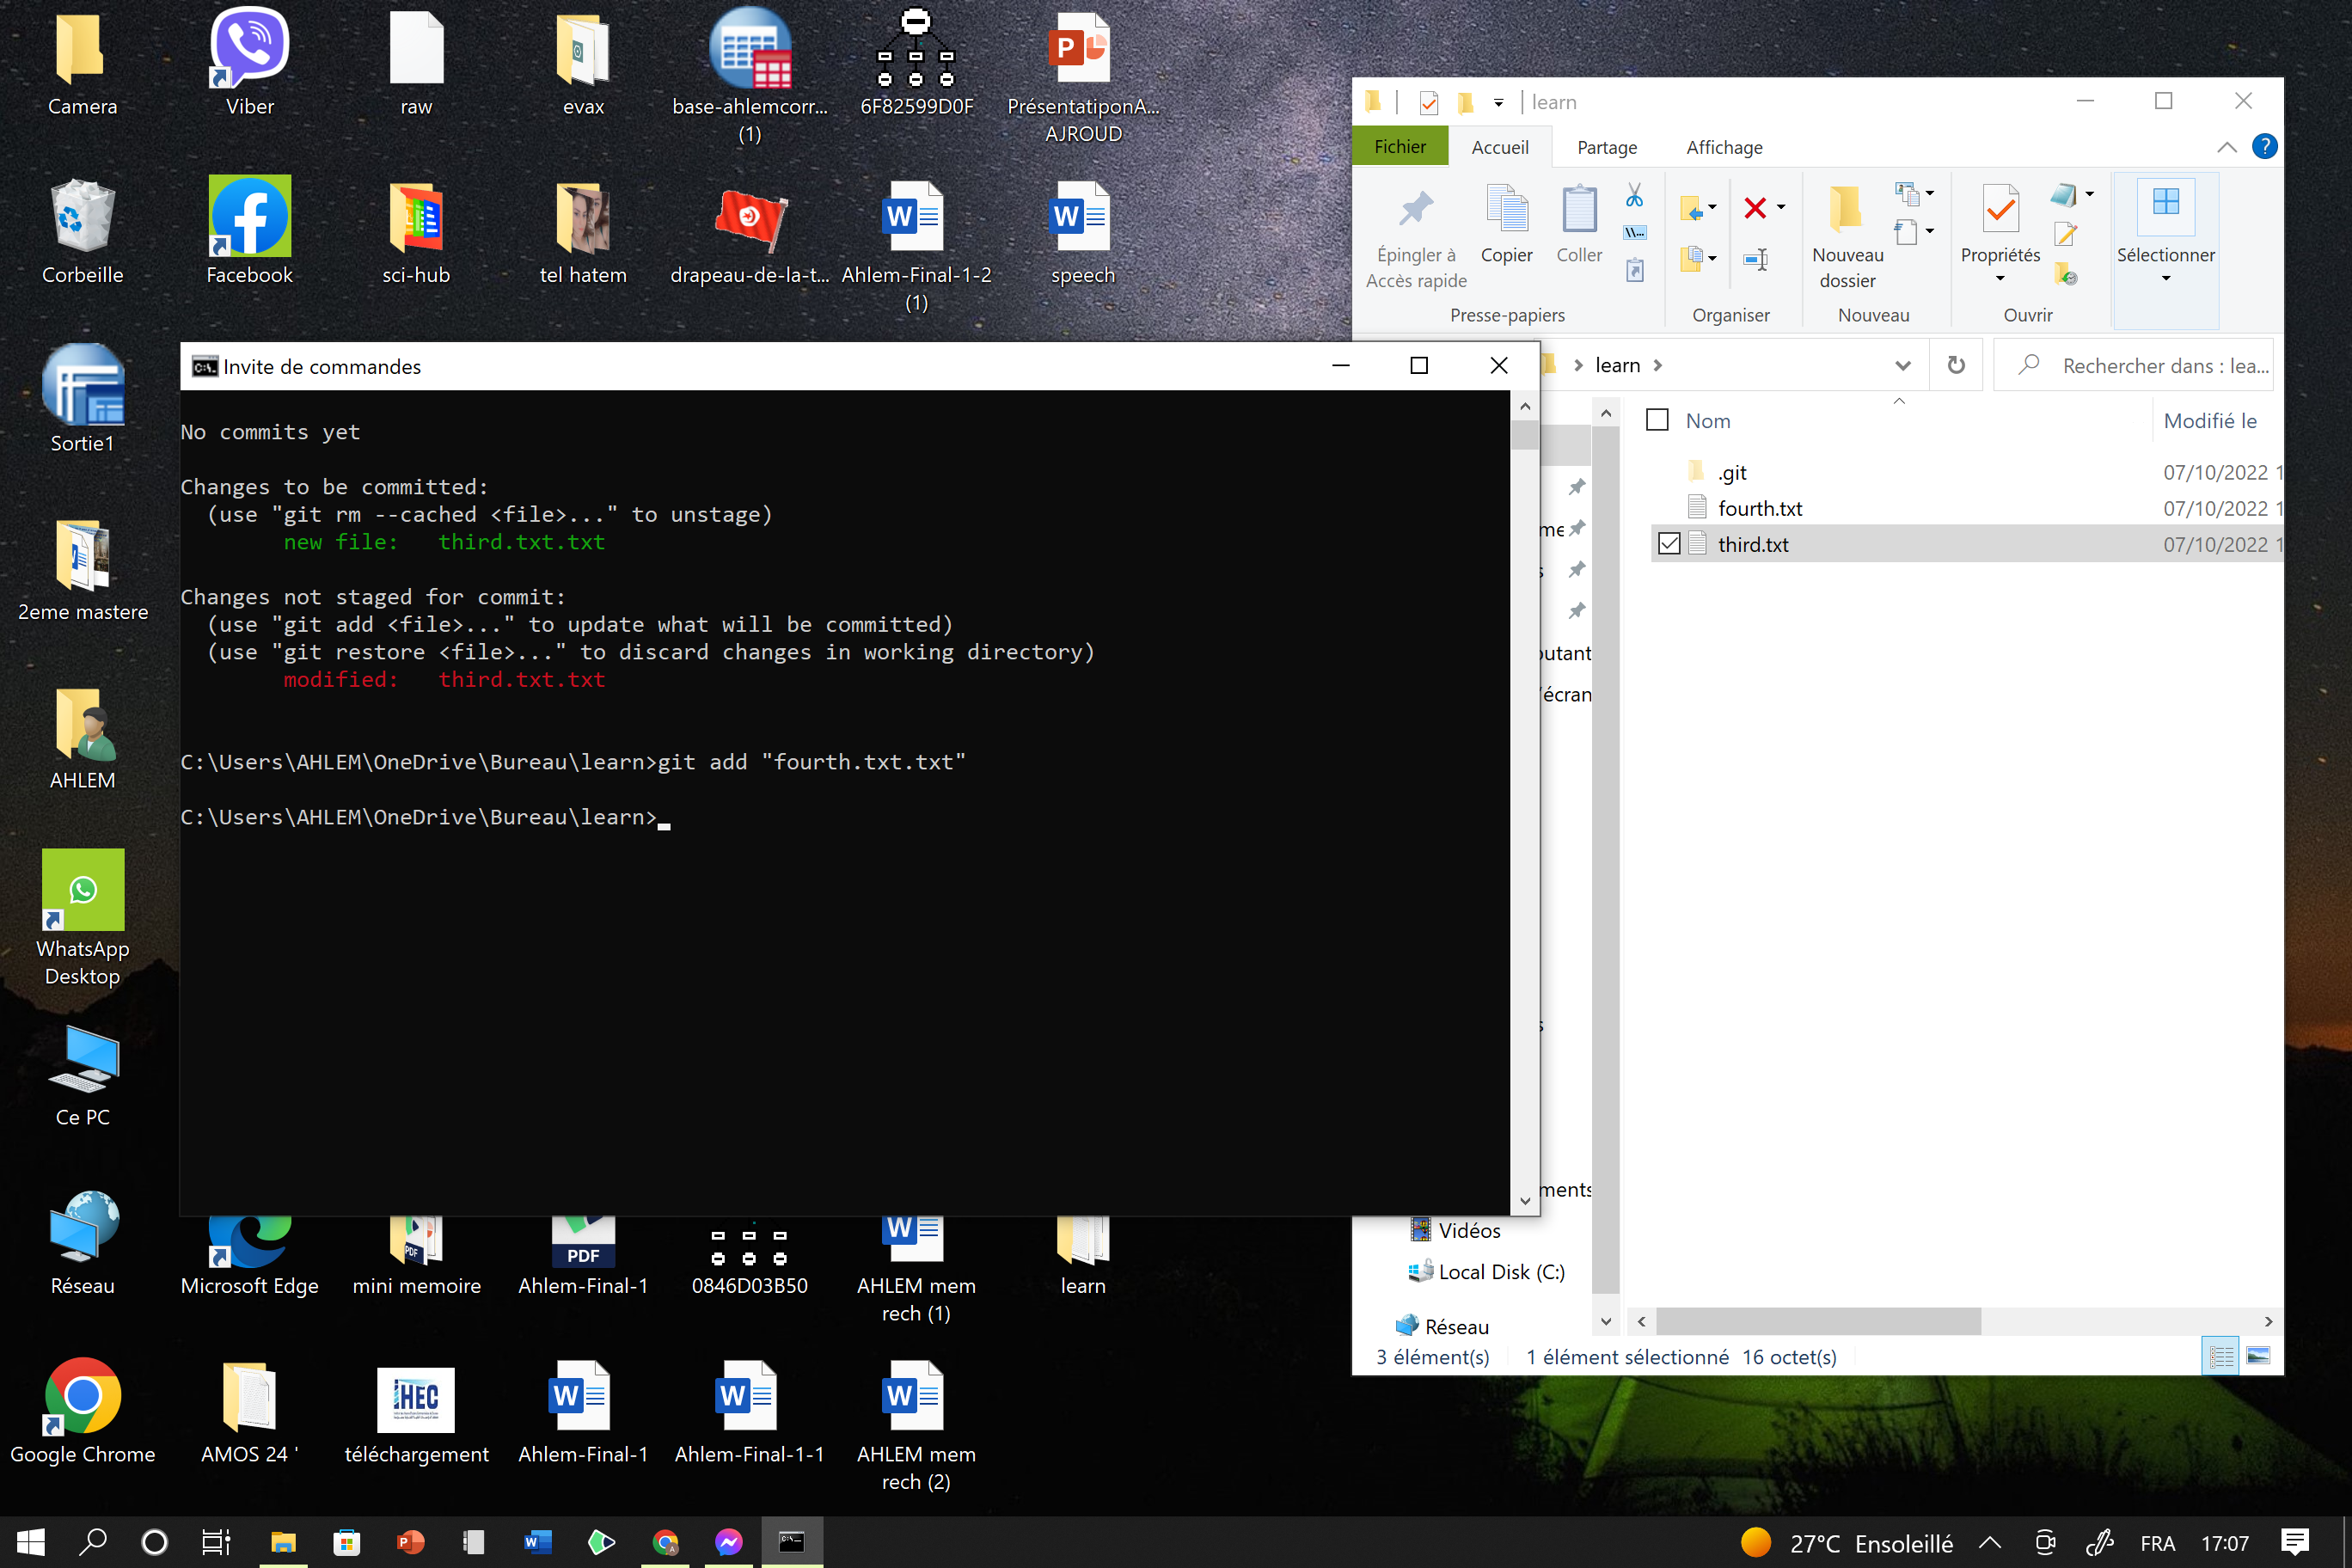 Camera
Viber
raw
evax
base-ahlemcorr...
(1)
6F82599D0F
PrésentatiponA...
AJROUD
Corbeille
Facebook
sci-hub
tel hatem
drapeau-de-la-t...
Ahlem-Final-1-2
(1)
speech
Sortie1
2eme mastere
AHLEM
WhatsApp
Desktop
Ce PC
Réseau
Microsoft Edge
mini memoire
PDF
Ahlem-Final-1
0846D03B50
AHLEM mem
rech (1)
learn
Google Chrome
AMOS 24 '
iHEC
téléchargement
Ahlem-Final-1
Ahlem-Final-1-1
AHLEM mem
rech (2)
Invite de commandes
No commits yet
Changes to be committed:
(use "git rm --cached <file>..." to unstage)
new file: third.txt.txt
Changes not staged for commit:
(use "git add <file>..." to update what will be committed)
(use "git restore <file>..." to discard changes in working directory)
modified: third.txt.txt
C:\Users\AHLEM\OneDrive\Bureau\learn>git add "fourth.txt.txt"
C:\Users\AHLEM\OneDrive\Bureau\learn>
learn
Fichier Accueil Partage Affichage
Épingler à
Accès rapide
Copier
Coller
Nouveau
dossier
Propriétés
Sélectionner
Presse-papiers Organiser Nouveau Ouvrir
learn
Rechercher dans : lea...
Nom Modifié le
.git 07/10/2022 1
fourth.txt 07/10/2022 1
third.txt 07/10/2022 1
Vidéos
Local Disk (C:)
Réseau
3 élément(s) 1 élément sélectionné 16 octet(s)
27°C Ensoleillé FRA 17:07